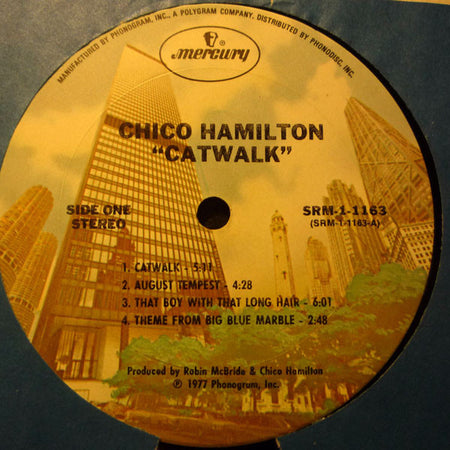 MANUFACTURED BY PHONOGRAM, INC., A POLYGRAM COMPANY. DISTRIBUTED BY PHONODISC, INC.
mercury
CHICO HAMILTON
"CATWALK"
SIDE ONE
STEREO
SRM-1-1163
(SRM-1-1163-A)
1. CATWALK - 5:11
2. AUGUST TEMPEST - 4:28
3. THAT BOY WITH THAT LONG HAIR - 6:01
4. THEME FROM BIG BLUE MARBLE - 2:48
Produced by Robin McBride & Chico Hamilton
℗ 1977 Phonogram, Inc.